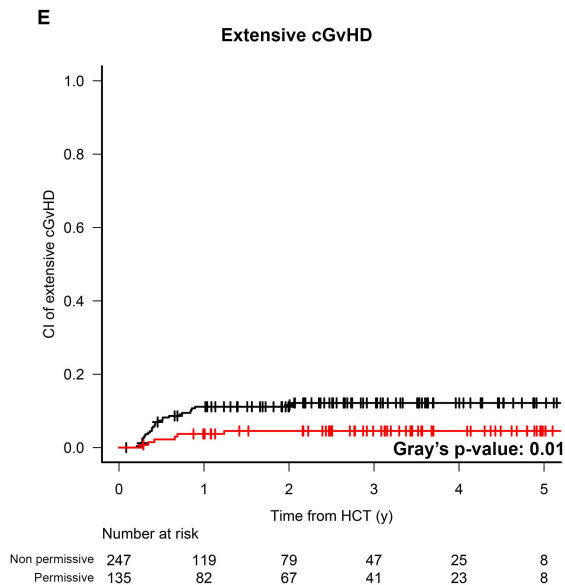 E
Extensive cGvHD
CI of extensive cGvHD
1.0
0.8
0.6
0.4
0.2
0.0
Gray's p-value: 0.01
0 1 2 3 4 5
Time from HCT (y)
Number at risk
Non permissive 247 119 79 47 25 8
Permissive 135 82 67 41 23 8